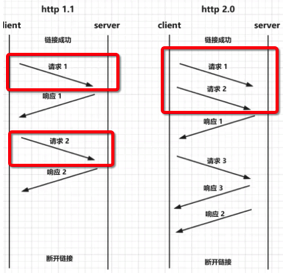 http 1.1
client
server
链接成功
请求 1
响应 1
请求 2
响应 2
断开链接
http 2.0
client
server
链接成功
请求 1
请求 2
响应 1
请求 3
响应 3
响应 2
断开链接